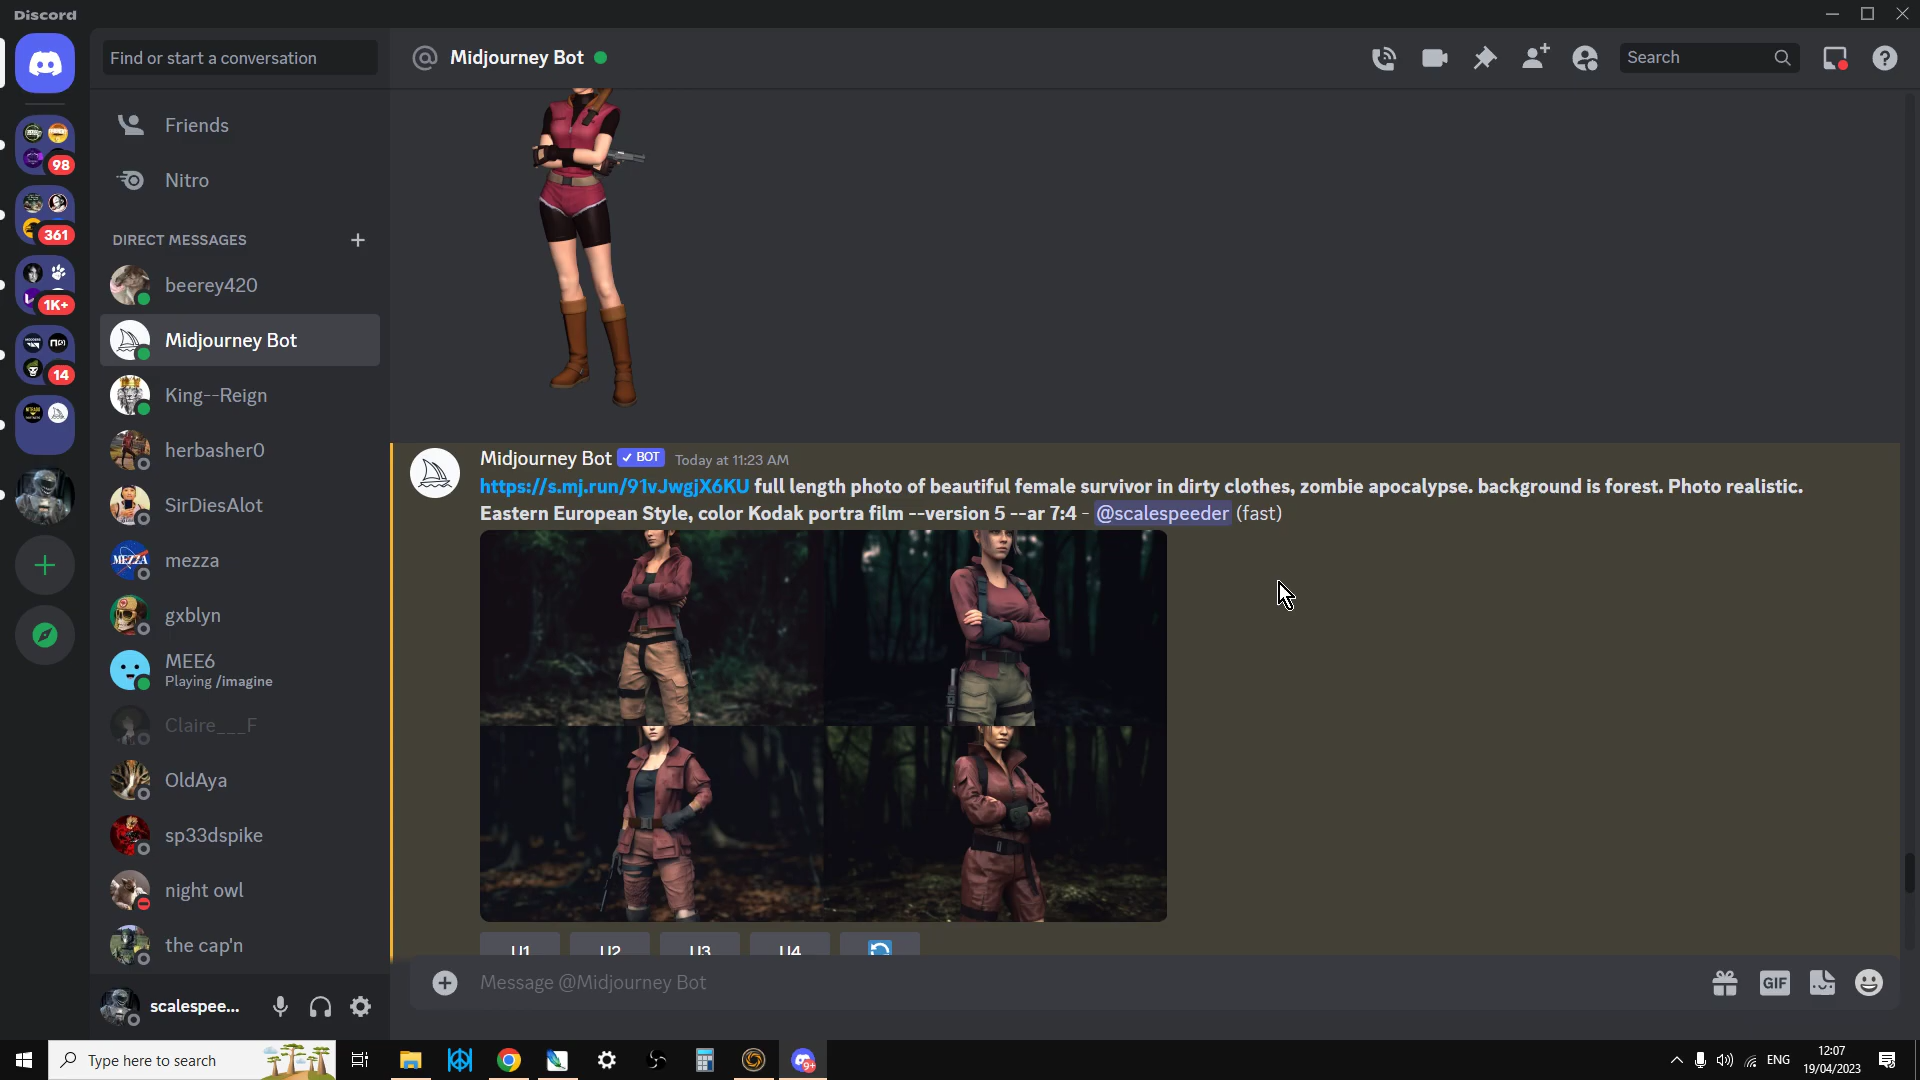 Discord
Find or start a conversation
Midjourney Bot
Search
Friends
Nitro
98
361
1K+
14
DIRECT MESSAGES
beerey420
Midjourney Bot
King--Reign
herbasher0
SirDiesAlot
mezza
gxblyn
MEE6
Playing /imagine
Claire___F
OldAya
sp33dspike
night owl
the cap'n
scalespee...
Midjourney Bot BOT Today at 11:23 AM
https://s.mj.run/91vJwgjX6KU full length photo of beautiful female survivor in dirty clothes, zombie apocalypse. background is forest. Photo realistic.
Eastern European Style, color Kodak portra film --version 5 --ar 7:4 - @scalespeeder (fast)
U1 U2 U3 U4
Message @Midjourney Bot
GIF
Type here to search
9+
ENG
12:07
19/04/2023